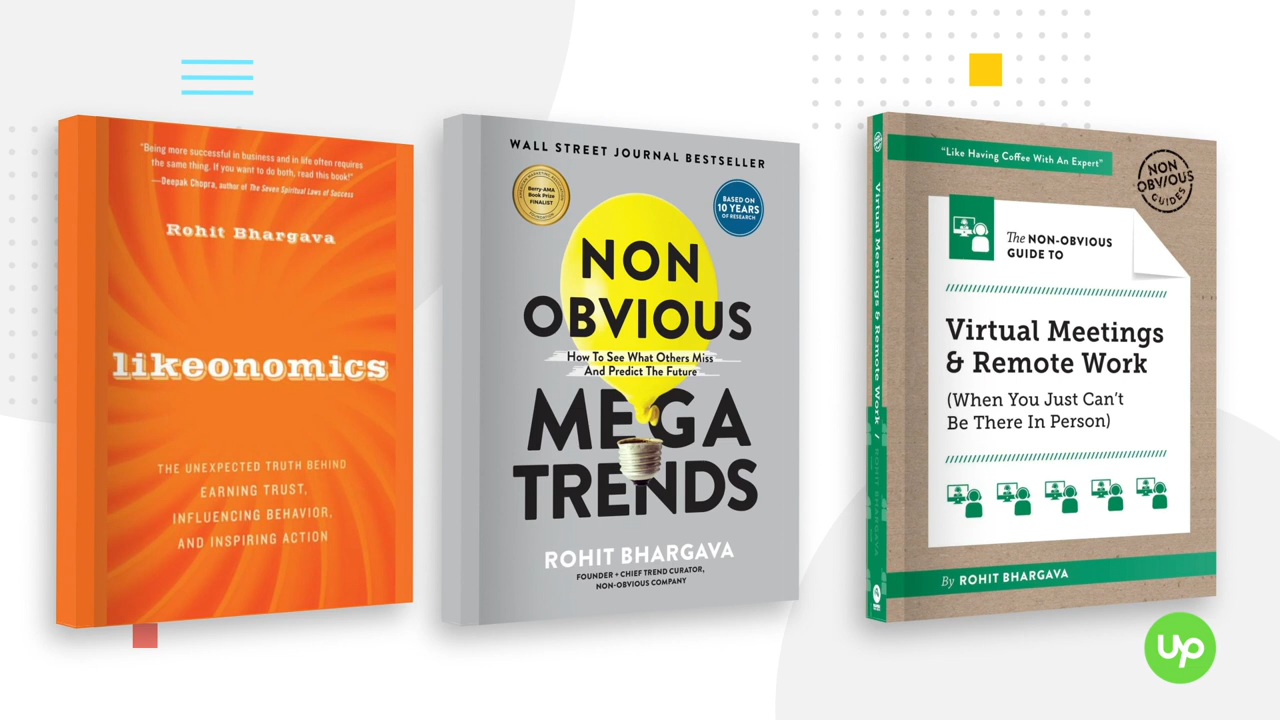 "Being more successful in business and in life often requires
the same thing. If you want to do both, read this book!"
—Deepak Chopra, author of The Seven Spiritual Laws of Success
Rohit Bhargava
likeonomics
THE UNEXPECTED TRUTH BEHIND
EARNING TRUST,
INFLUENCING BEHAVIOR,
AND INSPIRING ACTION
WALL STREET JOURNAL BESTSELLER
Berry-AMA
Book Prize
FINALIST
BASED ON
10 YEARS
OF RESEARCH
NON
OBVIOUS
How To See What Others Miss
And Predict The Future
MEGA
TRENDS
ROHIT BHARGAVA
FOUNDER + CHIEF TREND CURATOR,
NON-OBVIOUS COMPANY
Virtual Meetings & Remote Work / ROHIT BHARGAVA
"Like Having Coffee With An Expert"
NON
OBVIOUS
GUIDES
The NON-OBVIOUS
GUIDE TO
Virtual Meetings
& Remote Work
(When You Just Can't
Be There In Person)
By ROHIT BHARGAVA
Up